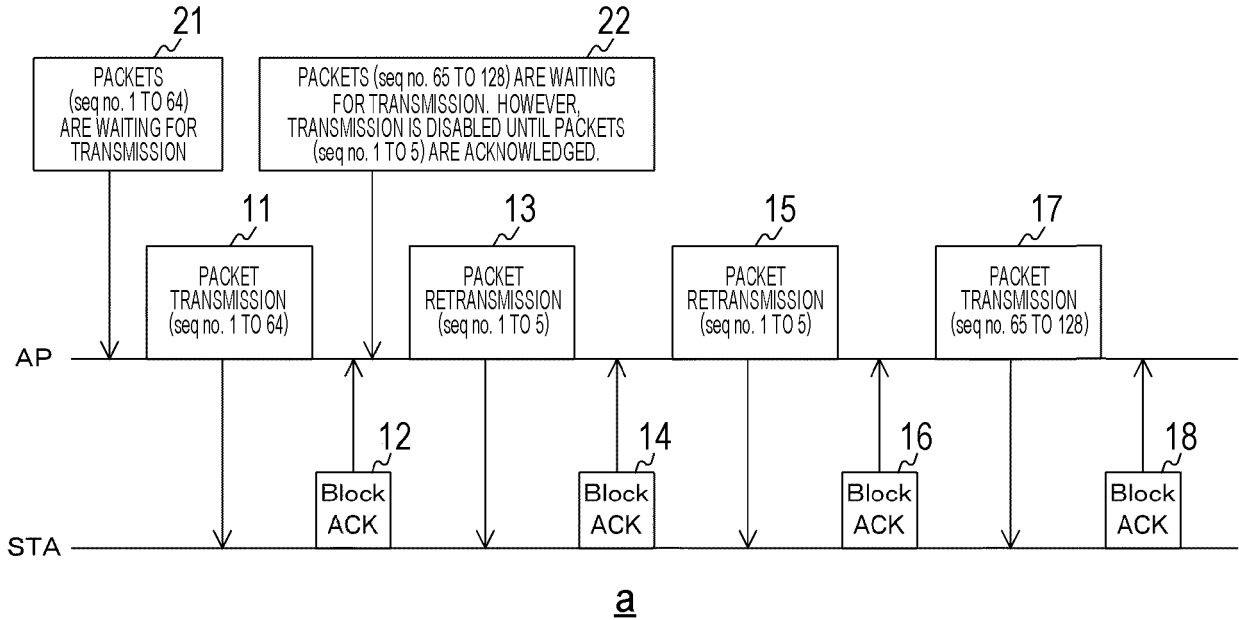 21
22
PACKETS
(seq no. 1 TO 64)
ARE WAITING FOR
TRANSMISSION
PACKETS (seq no. 65 TO 128) ARE WAITING
FOR TRANSMISSION. HOWEVER,
TRANSMISSION IS DISABLED UNTIL PACKETS
(seq no. 1 TO 5) ARE ACKNOWLEDGED.
11
13
15
17
PACKET
TRANSMISSION
(seq no. 1 TO 64)
PACKET
RETRANSMISSION
(seq no. 1 TO 5)
PACKET
RETRANSMISSION
(seq no. 1 TO 5)
PACKET
TRANSMISSION
(seq no. 65 TO 128)
AP
12
14
16
18
Block
ACK
Block
ACK
Block
ACK
Block
ACK
STA
a